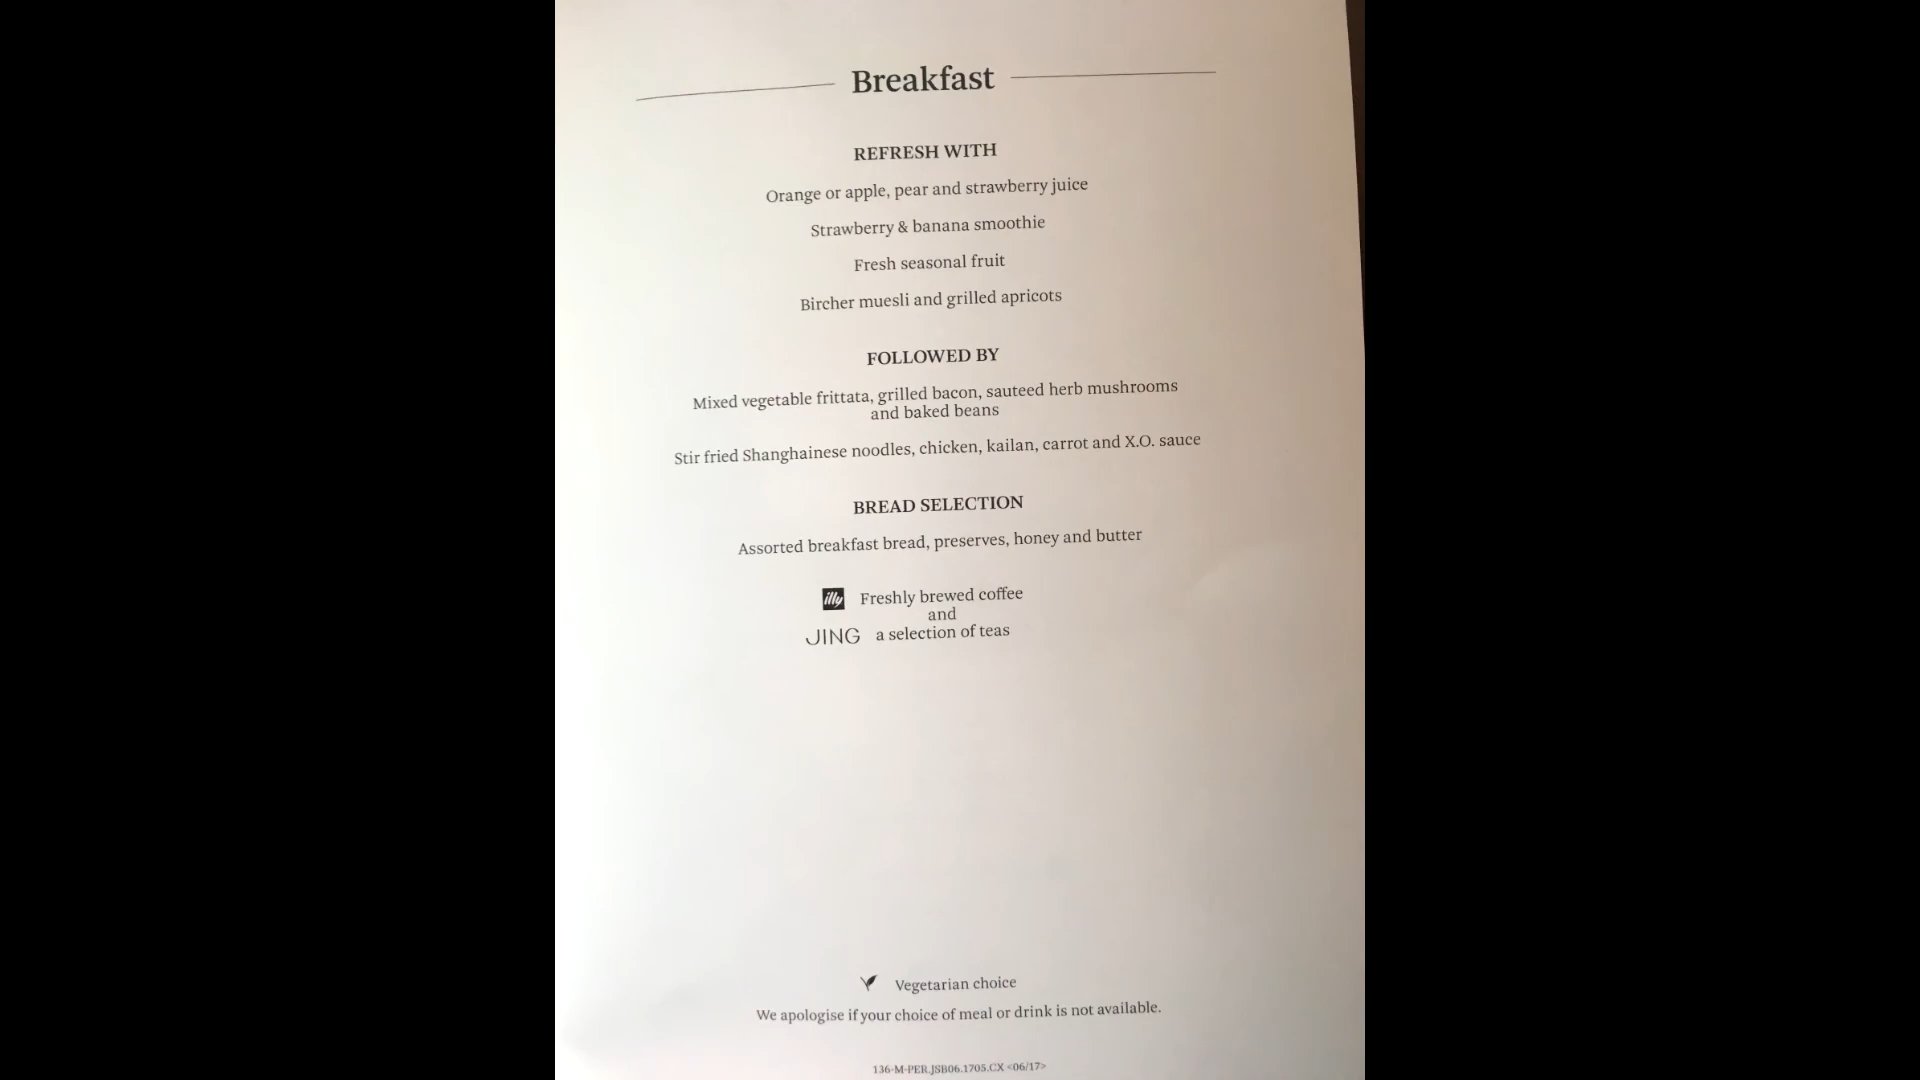 Breakfast
REFRESH WITH
Orange or apple, pear and strawberry juice
Strawberry & banana smoothie
Fresh seasonal fruit
Bircher muesli and grilled apricots
FOLLOWED BY
Mixed vegetable frittata, grilled bacon, sauteed herb mushrooms
and baked beans
Stir fried Shanghainese noodles, chicken, kailan, carrot and X.O. sauce
BREAD SELECTION
Assorted breakfast bread, preserves, honey and butter
illy Freshly brewed coffee
and
JING a selection of teas
Vegetarian choice
We apologise if your choice of meal or drink is not available.
136-M-PER.JSB06.1705.CX <06/17>